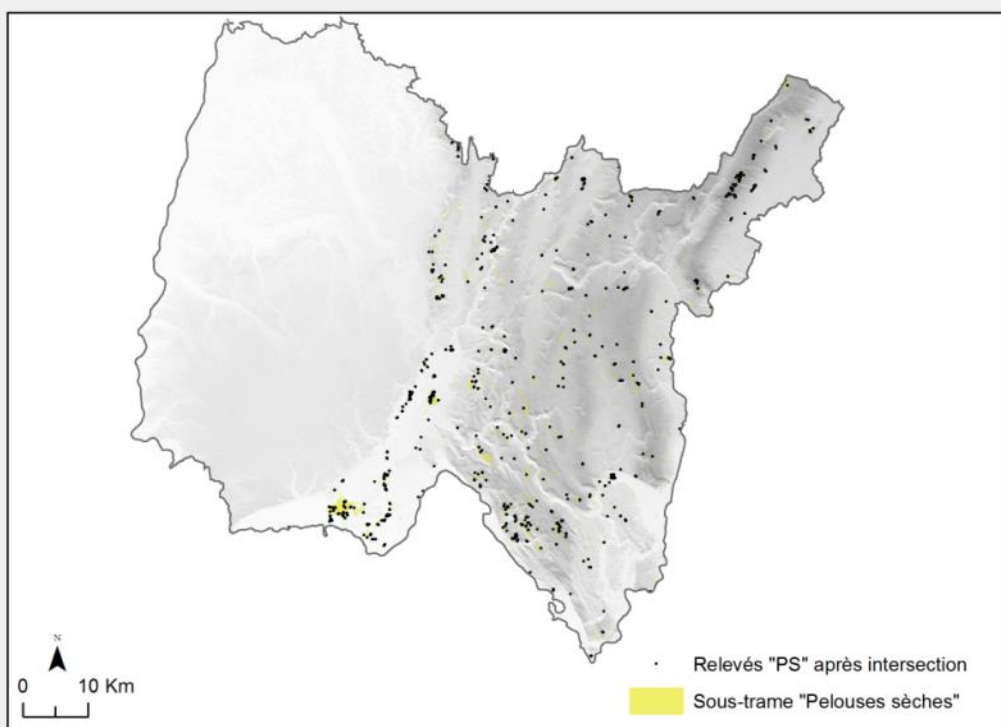 N
0 10 Km
Relevés "PS" après intersection
Sous-trame "Pelouses sèches"